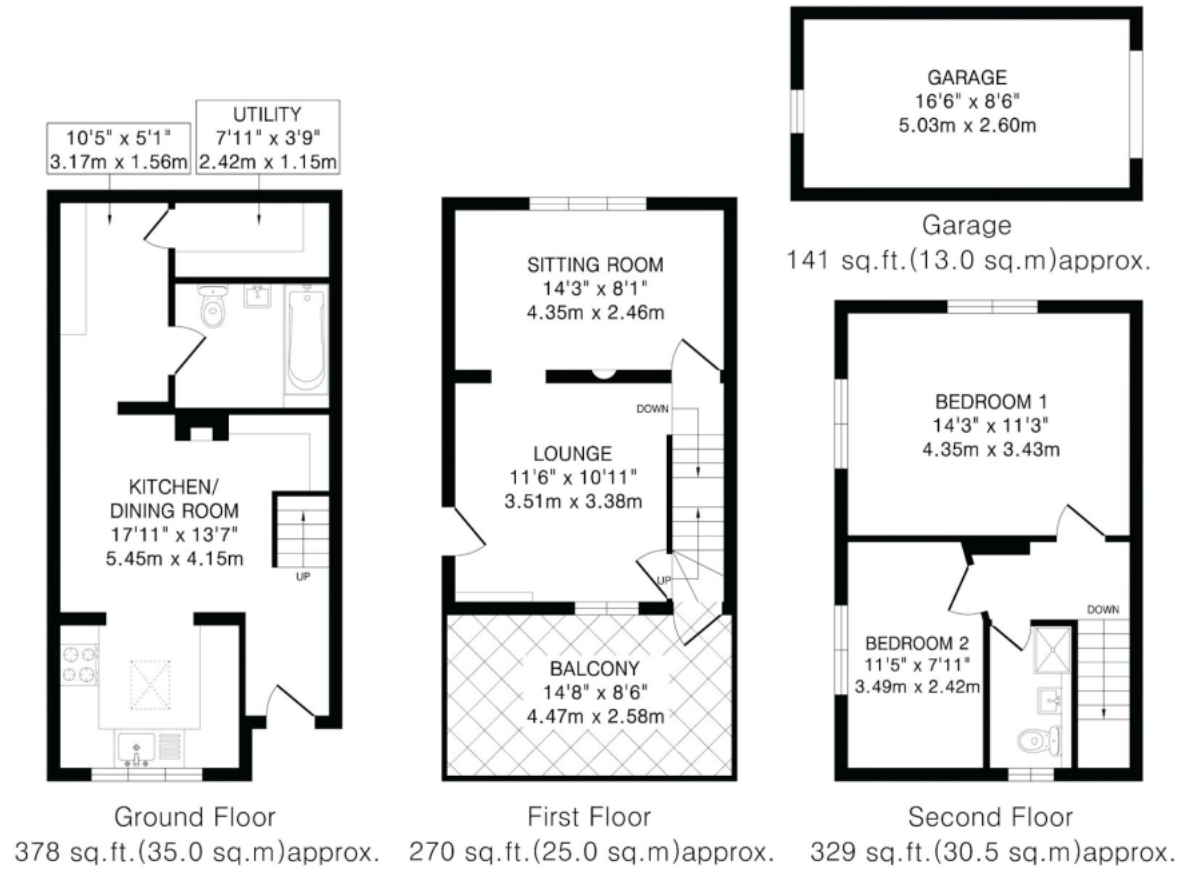 10'5" x 5'1"
3.17m x 1.56m
UTILITY
7'11" x 3'9"
2.42m x 1.15m
KITCHEN/
DINING ROOM
17'11" x 13'7"
5.45m x 4.15m
UP
Ground Floor
378 sq.ft.(35.0 sq.m)approx.
SITTING ROOM
14'3" x 8'1"
4.35m x 2.46m
DOWN
LOUNGE
11'6" x 10'11"
3.51m x 3.38m
UP
BALCONY
14'8" x 8'6"
4.47m x 2.58m
First Floor
270 sq.ft.(25.0 sq.m)approx.
GARAGE
16'6" x 8'6"
5.03m x 2.60m
Garage
141 sq.ft.(13.0 sq.m)approx.
BEDROOM 1
14'3" x 11'3"
4.35m x 3.43m
DOWN
BEDROOM 2
11'5" x 7'11"
3.49m x 2.42m
Second Floor
329 sq.ft.(30.5 sq.m)approx.